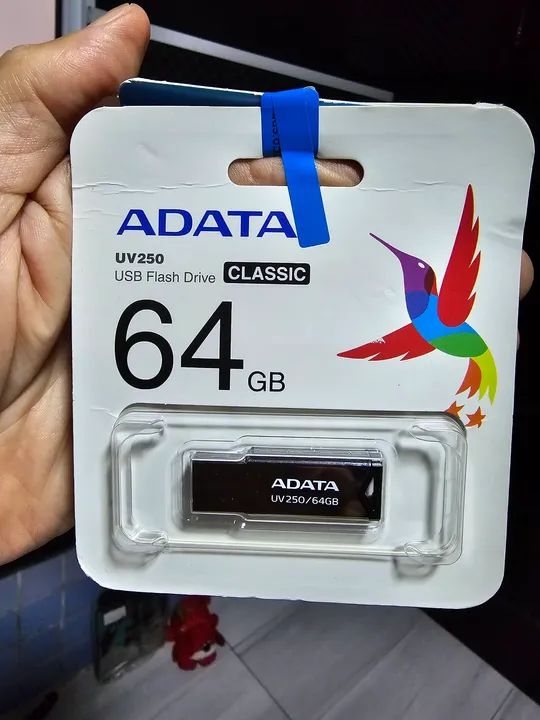 ADATA
UV250
USB Flash Drive CLASSIC
64 GB
ADATA
UV250/64GB